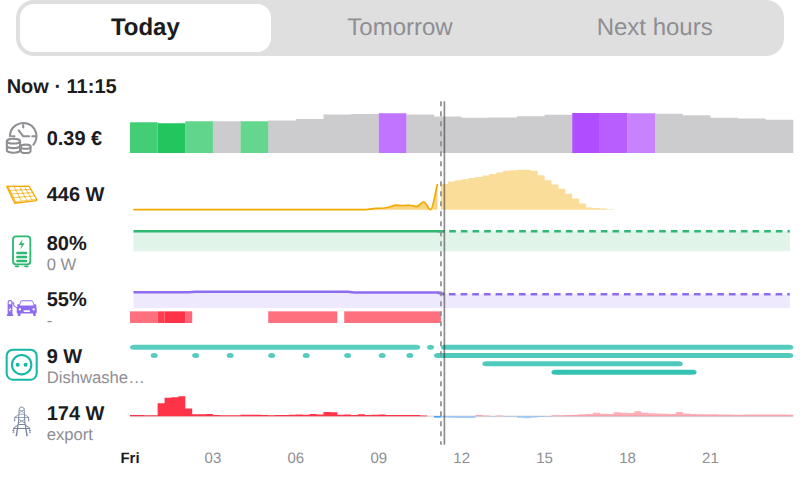 Today Tomorrow Next hours
Now · 11:15
0.39 €
446 W
80%
0 W
55%
-
9 W
Dishwashe…
174 W
export
Fri 03 06 09 12 15 18 21